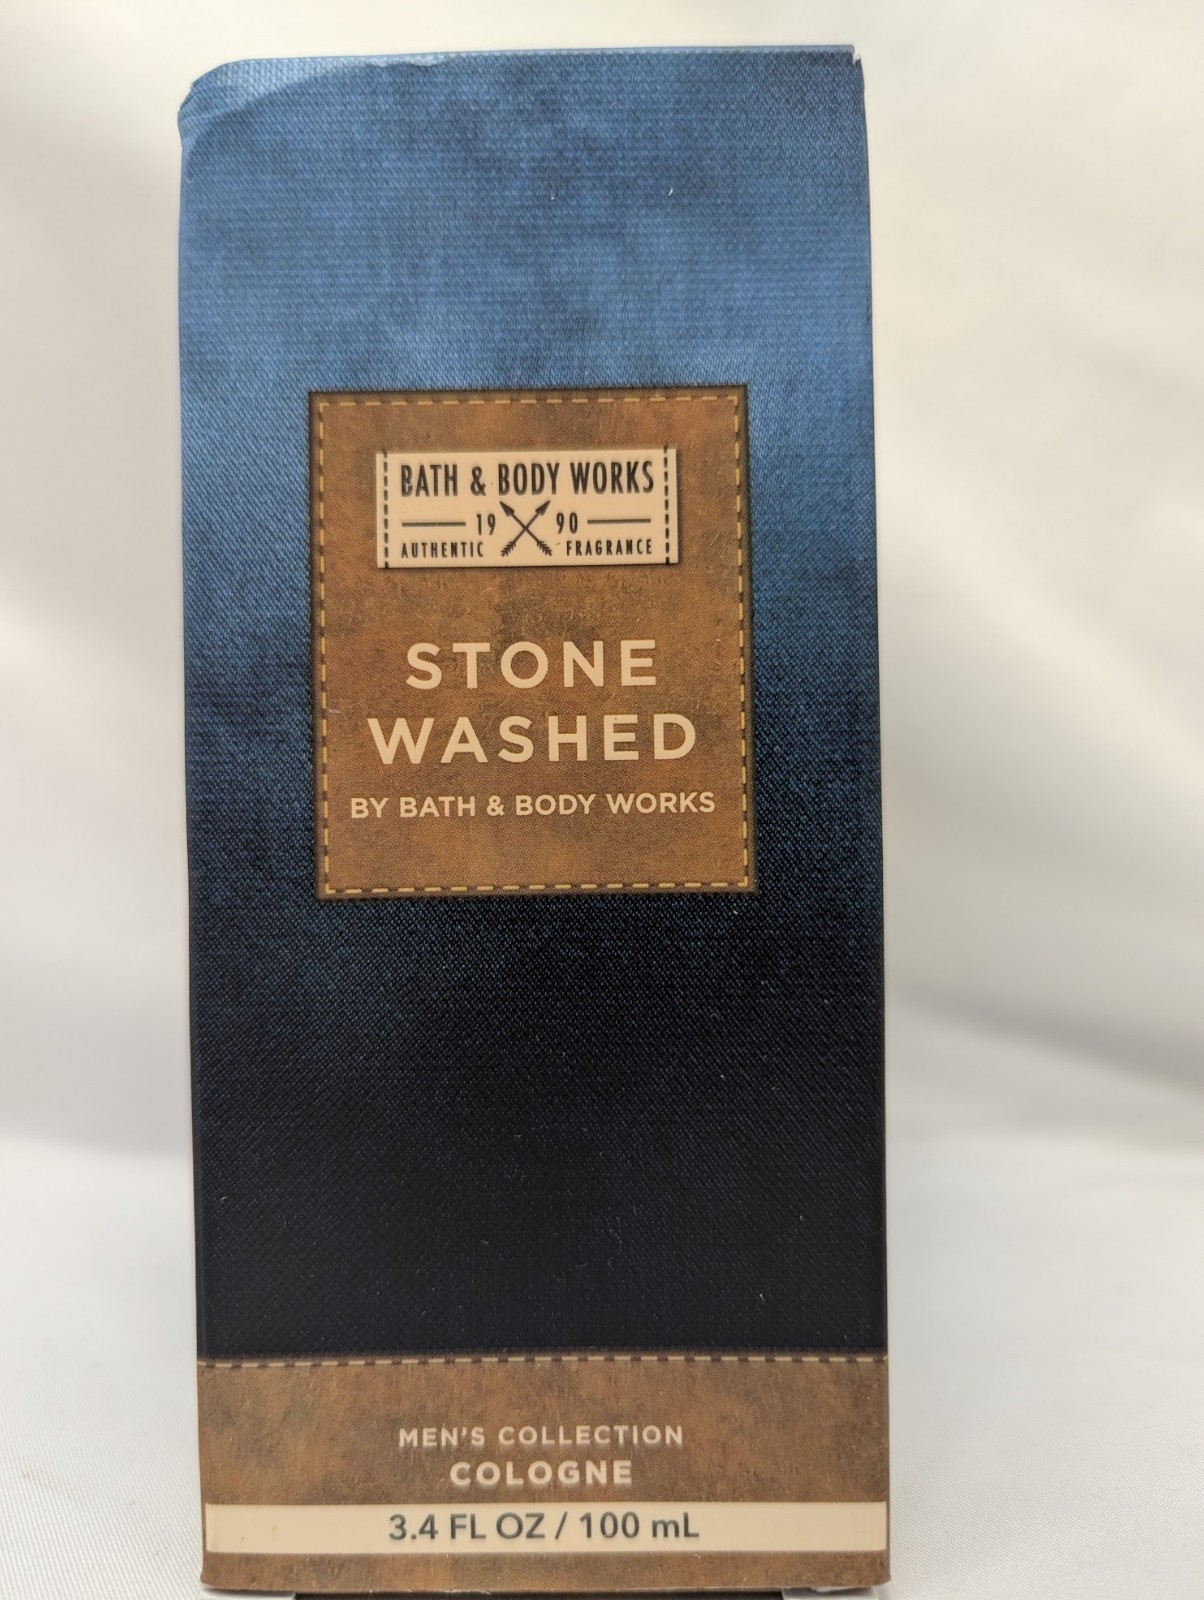 BATH & BODY WORKS
19 90
AUTHENTIC FRAGRANCE
STONE
WASHED
BY BATH & BODY WORKS
MEN'S COLLECTION
COLOGNE
3.4 FL OZ / 100 mL